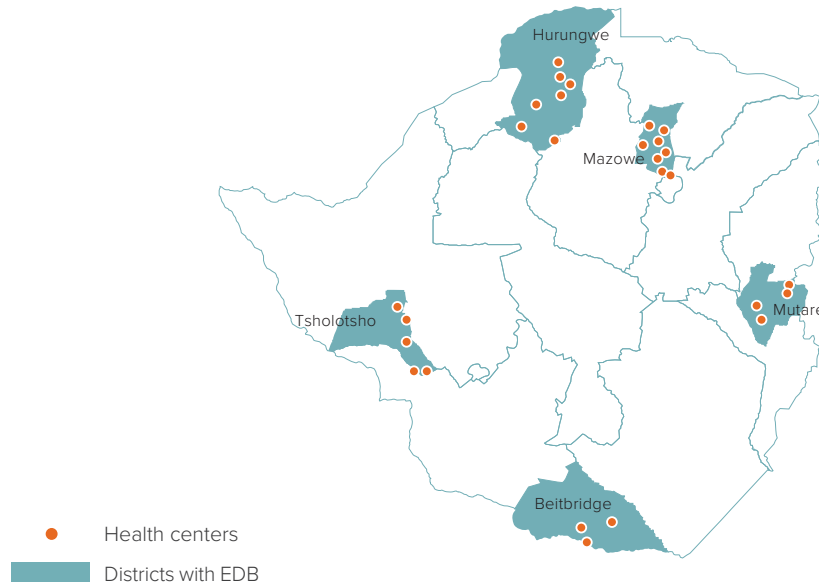 Hurungwe
Mazowe
Tsholotsho
Mutare
Beitbridge
Health centers
Districts with EDB